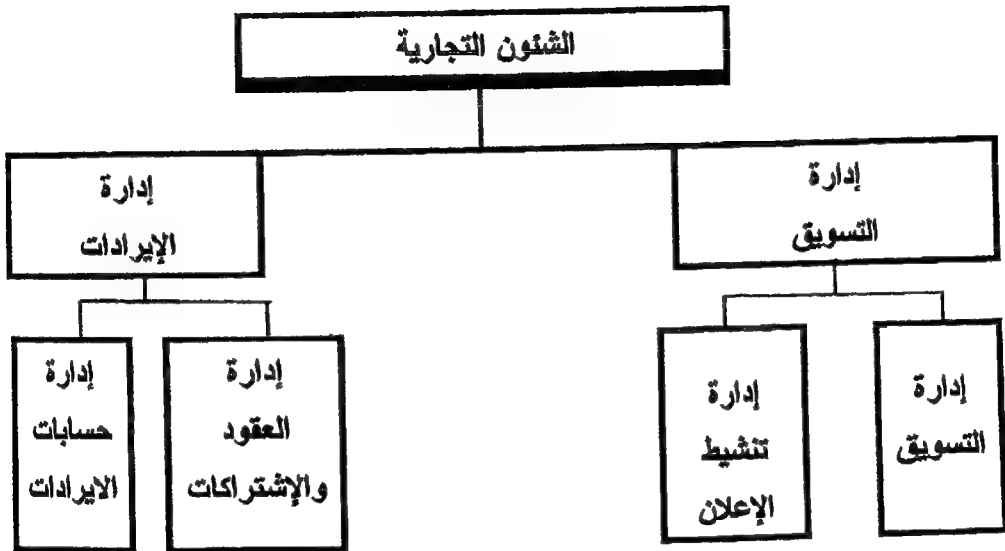 الشئون التجارية
إدارة
التسويق
إدارة
الإيرادات
إدارة
التسويق
إدارة
تنشيط
الإعلان
إدارة
العقود
والإشتراكات
إدارة
حسابات
الايرادات